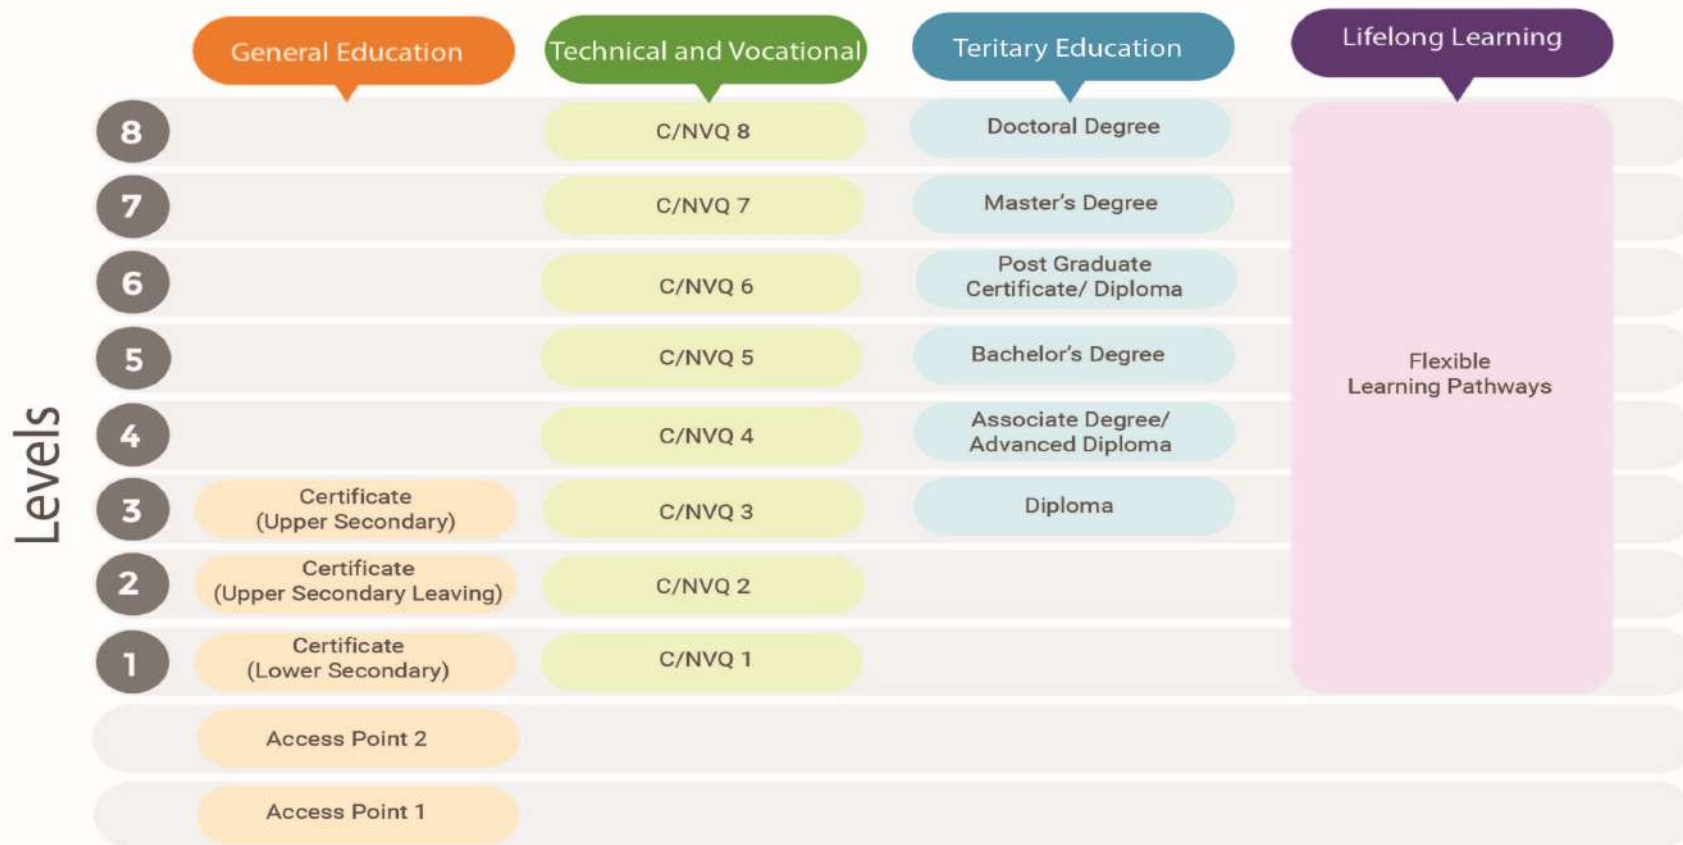 General Education
Technical and Vocational
Teritary Education
Lifelong Learning
Levels
8
C/NVQ 8
Doctoral Degree
7
C/NVQ 7
Master's Degree
6
C/NVQ 6
Post Graduate
Certificate/ Diploma
5
C/NVQ 5
Bachelor's Degree
Flexible
Learning Pathways
4
C/NVQ 4
Associate Degree/
Advanced Diploma
3
Certificate
(Upper Secondary)
C/NVQ 3
Diploma
2
Certificate
(Upper Secondary Leaving)
C/NVQ 2
1
Certificate
(Lower Secondary)
C/NVQ 1
Access Point 2
Access Point 1